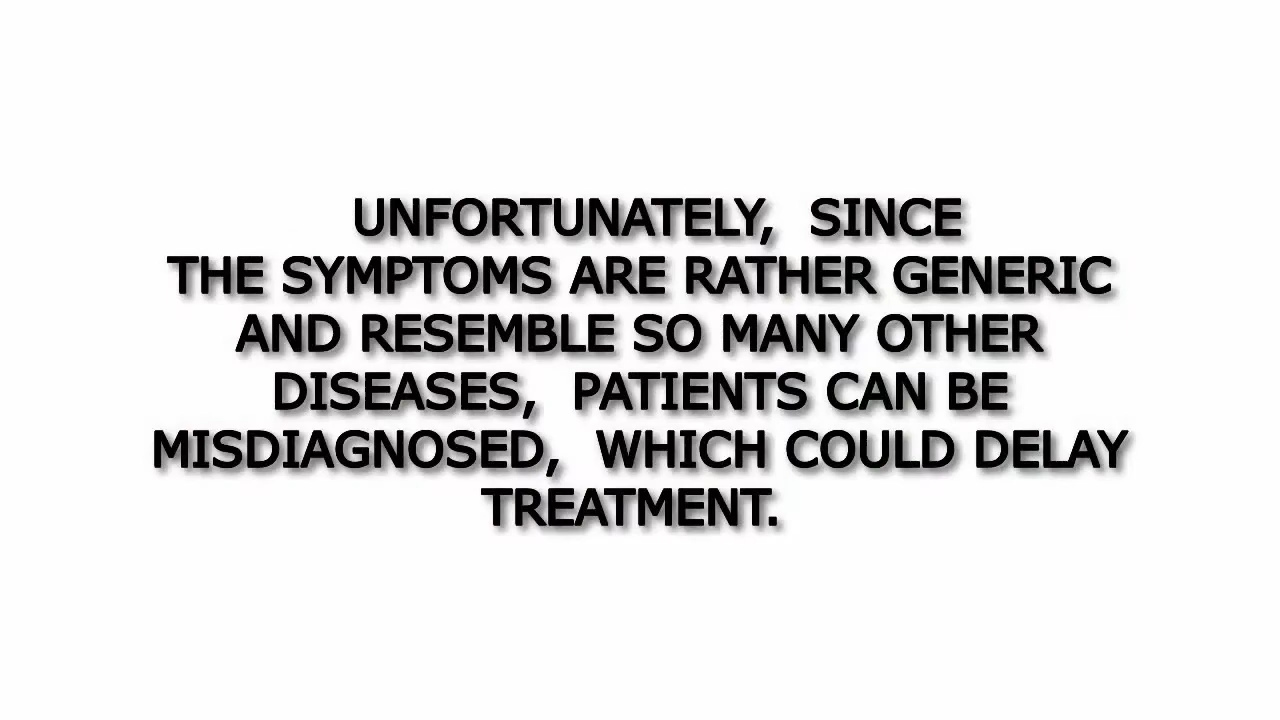 UNFORTUNATELY,  SINCE
THE SYMPTOMS ARE RATHER GENERIC
AND RESEMBLE SO MANY OTHER
DISEASES,  PATIENTS CAN BE
MISDIAGNOSED,  WHICH COULD DELAY
TREATMENT.